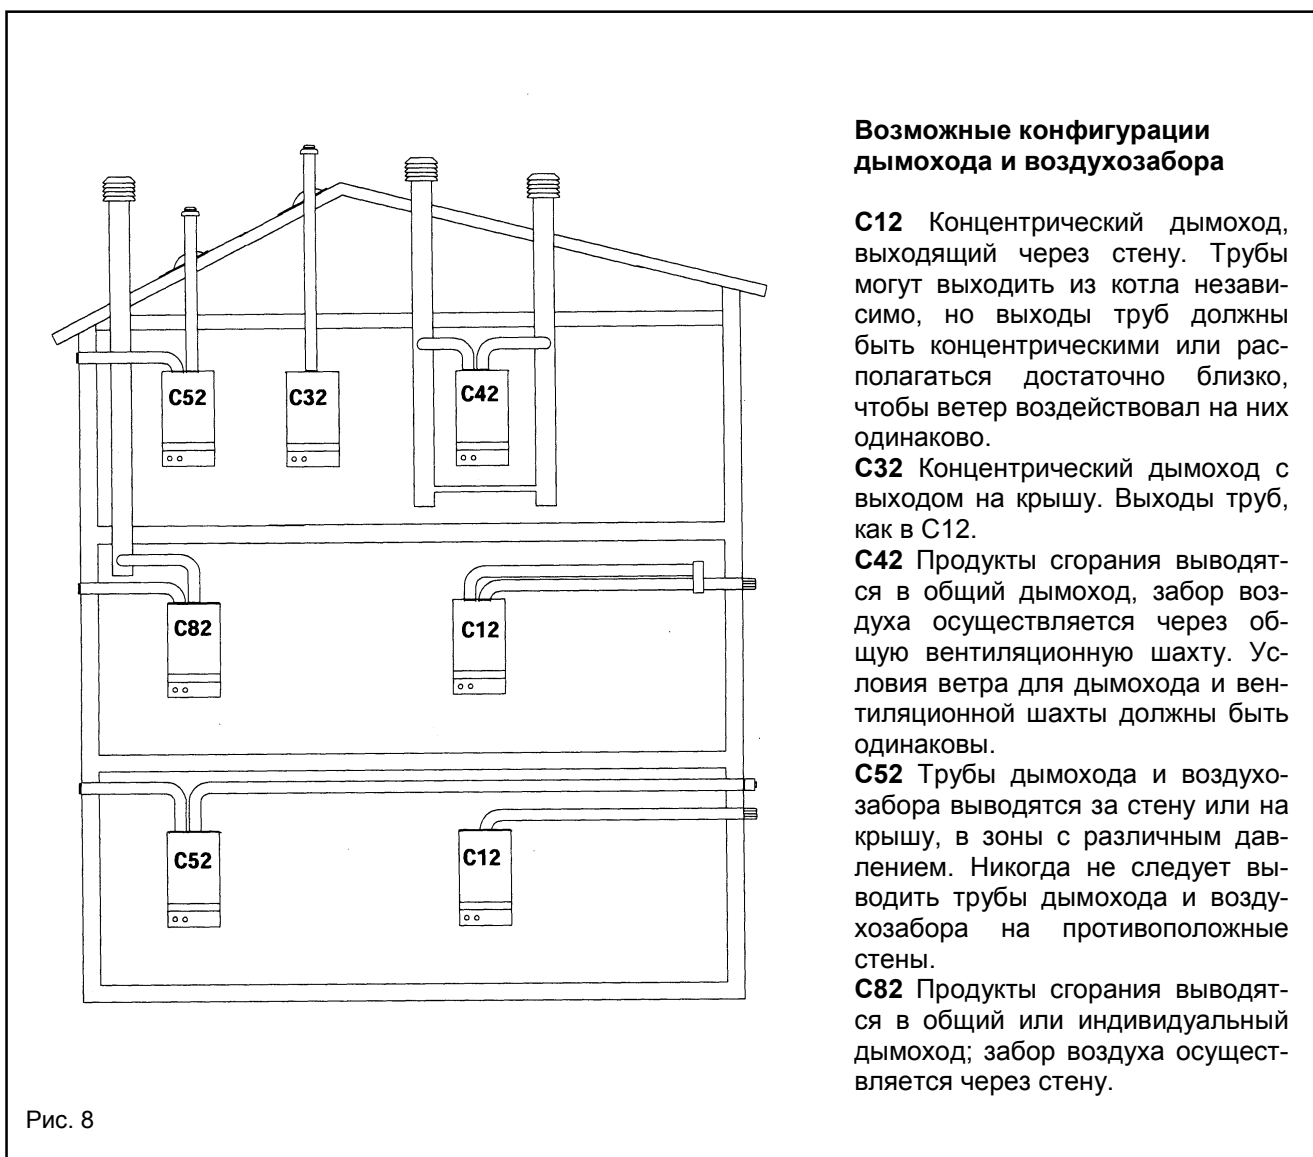 Возможные конфигурации
дымохода и воздухозабора
C12 Концентрический дымоход,
выходящий через стену. Трубы
могут выходить из котла незави-
симо, но выходы труб должны
быть концентрическими или рас-
полагаться достаточно близко,
чтобы ветер воздействовал на них
одинаково.
C32 Концентрический дымоход с
выходом на крышу. Выходы труб,
как в C12.
C42 Продукты сгорания выводят-
ся в общий дымоход, забор воз-
духа осуществляется через об-
щую вентиляционную шахту. Ус-
ловия ветра для дымохода и вен-
тиляционной шахты должны быть
одинаковы.
C52 Трубы дымохода и воздухо-
забора выводятся за стену или на
крышу, в зоны с различным дав-
лением. Никогда не следует вы-
водить трубы дымохода и возду-
хозабора на противоположные
стены.
C82 Продукты сгорания выводят-
ся в общий или индивидуальный
дымоход; забор воздуха осущест-
вляется через стену.
C52 C32 C42
C82 C12
C52 C12
Рис. 8